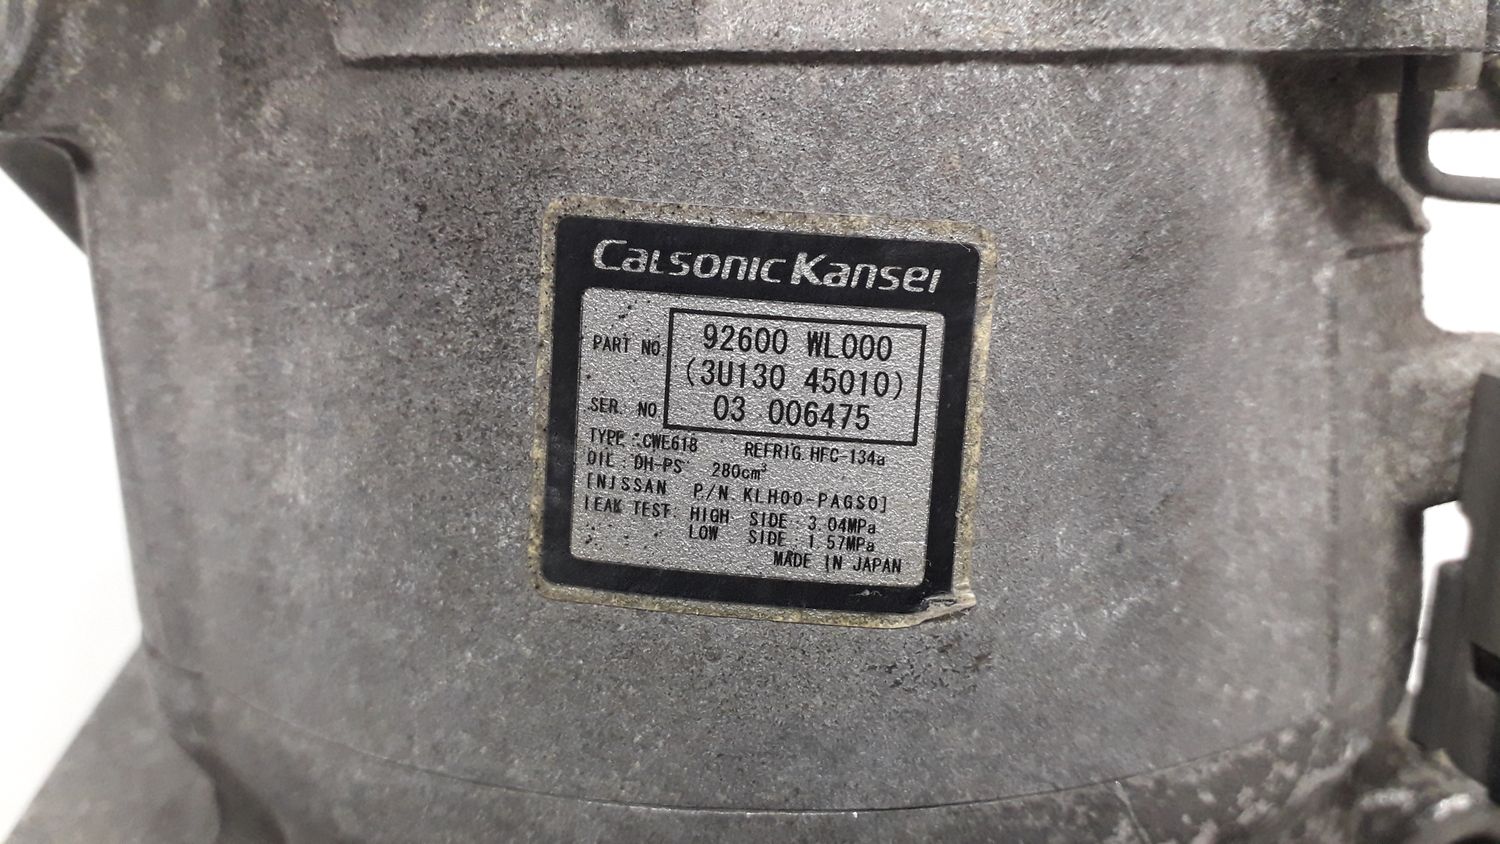 Calsonic Kansei
PART NO. 92600 WL000
(3U130 45010)
SER. NO. 03 006475
TYPE : CWE618 REFRIG. HFC-134a
OIL : DH-PS 280cm³
[NISSAN P/N. KLH00-PAGS0]
LEAK TEST: HIGH SIDE : 3.04MPa
LOW SIDE : 1.57MPa
MADE IN JAPAN